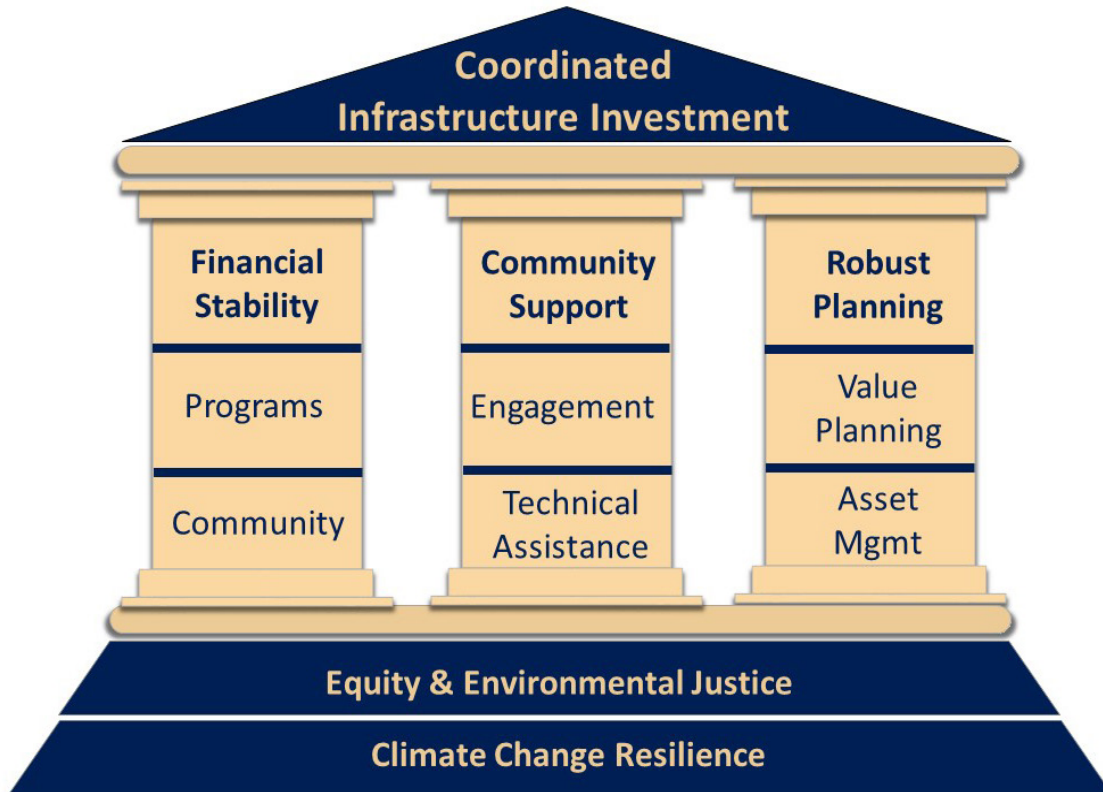 Coordinated
Infrastructure Investment
Financial
Stability
Programs
Community
Community
Support
Engagement
Technical
Assistance
Robust
Planning
Value
Planning
Asset
Mgmt
Equity & Environmental Justice
Climate Change Resilience